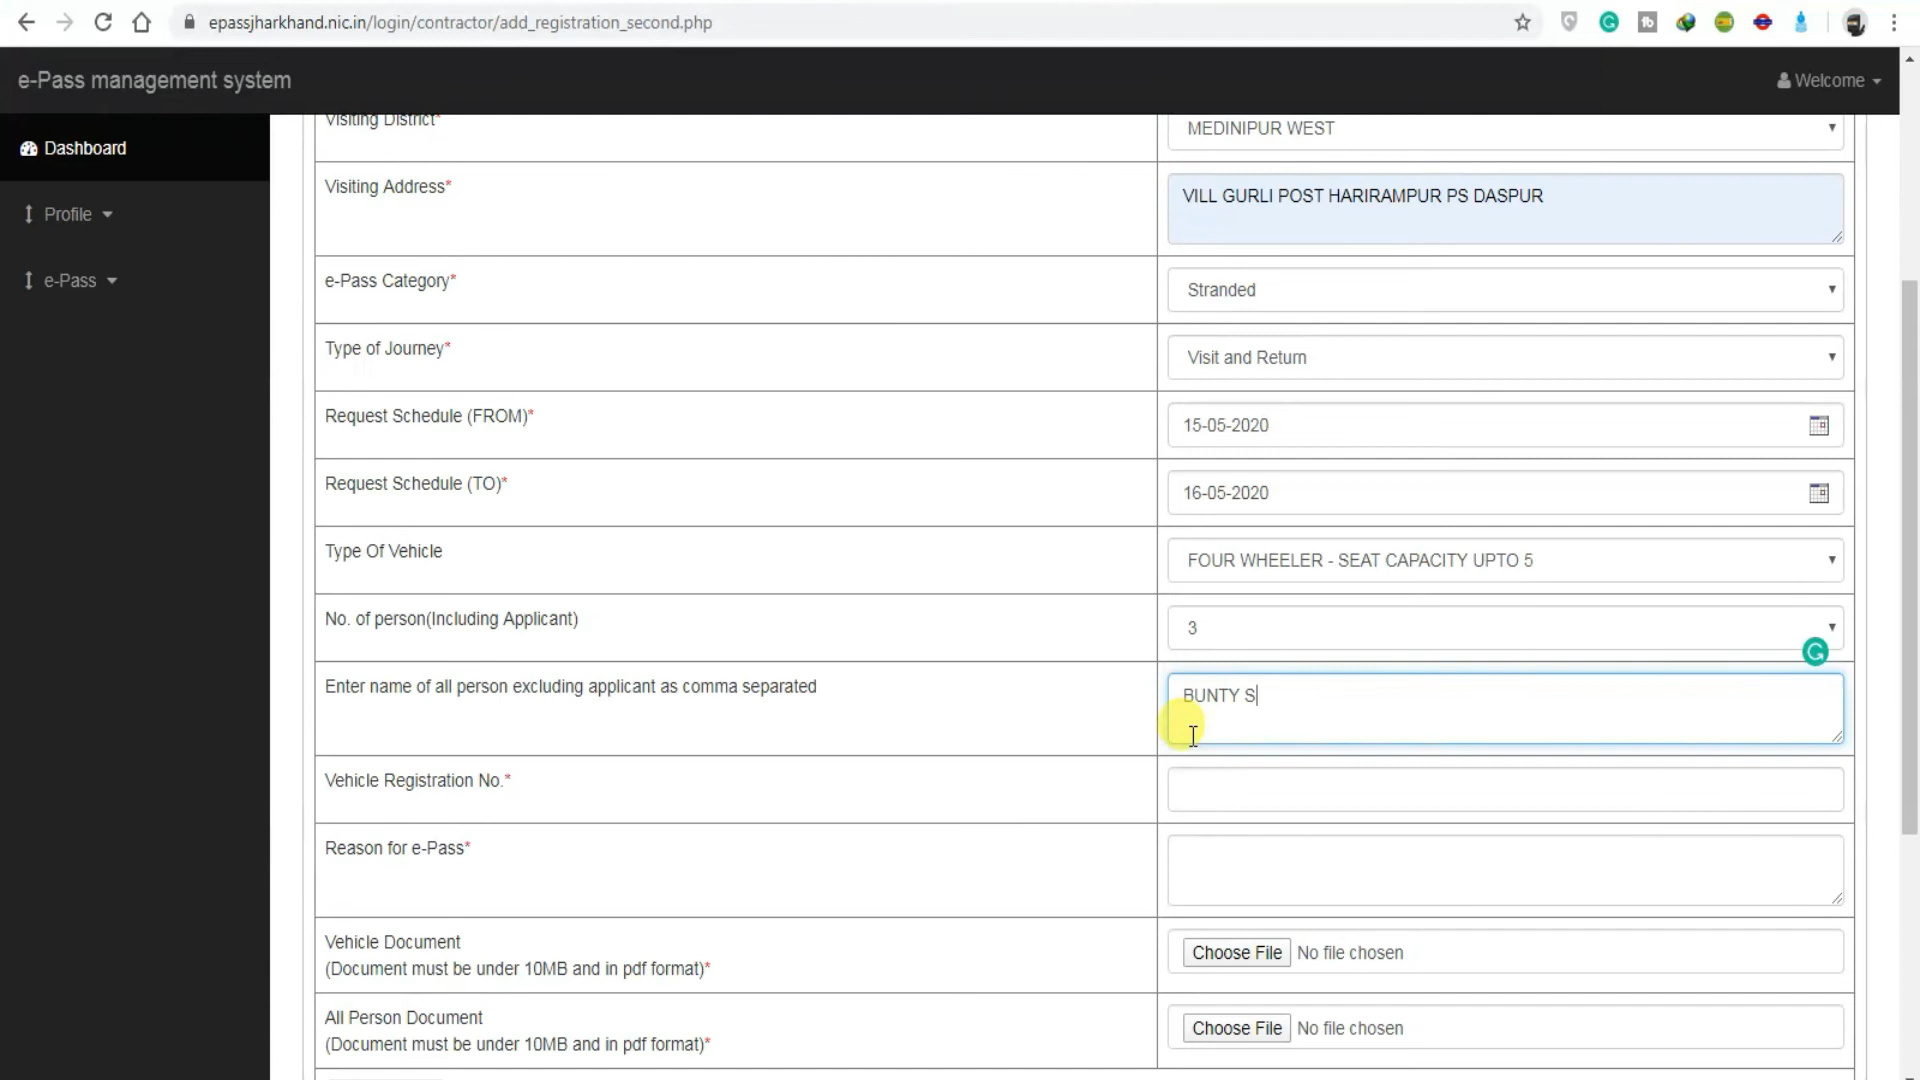 epassjharkhand.nic.in/login/contractor/add_registration_second.php
e-Pass management system
Welcome
Dashboard
Profile
e-Pass
Visiting District*
MEDINIPUR WEST
Visiting Address*
VILL GURLI POST HARIRAMPUR PS DASPUR
e-Pass Category*
Stranded
Type of Journey*
Visit and Return
Request Schedule (FROM)*
15-05-2020
Request Schedule (TO)*
16-05-2020
Type Of Vehicle
FOUR WHEELER - SEAT CAPACITY UPTO 5
No. of person(Including Applicant)
3
Enter name of all person excluding applicant as comma separated
BUNTY S
Vehicle Registration No.*
Reason for e-Pass*
Vehicle Document
(Document must be under 10MB and in pdf format)*
Choose File No file chosen
All Person Document
(Document must be under 10MB and in pdf format)*
Choose File No file chosen